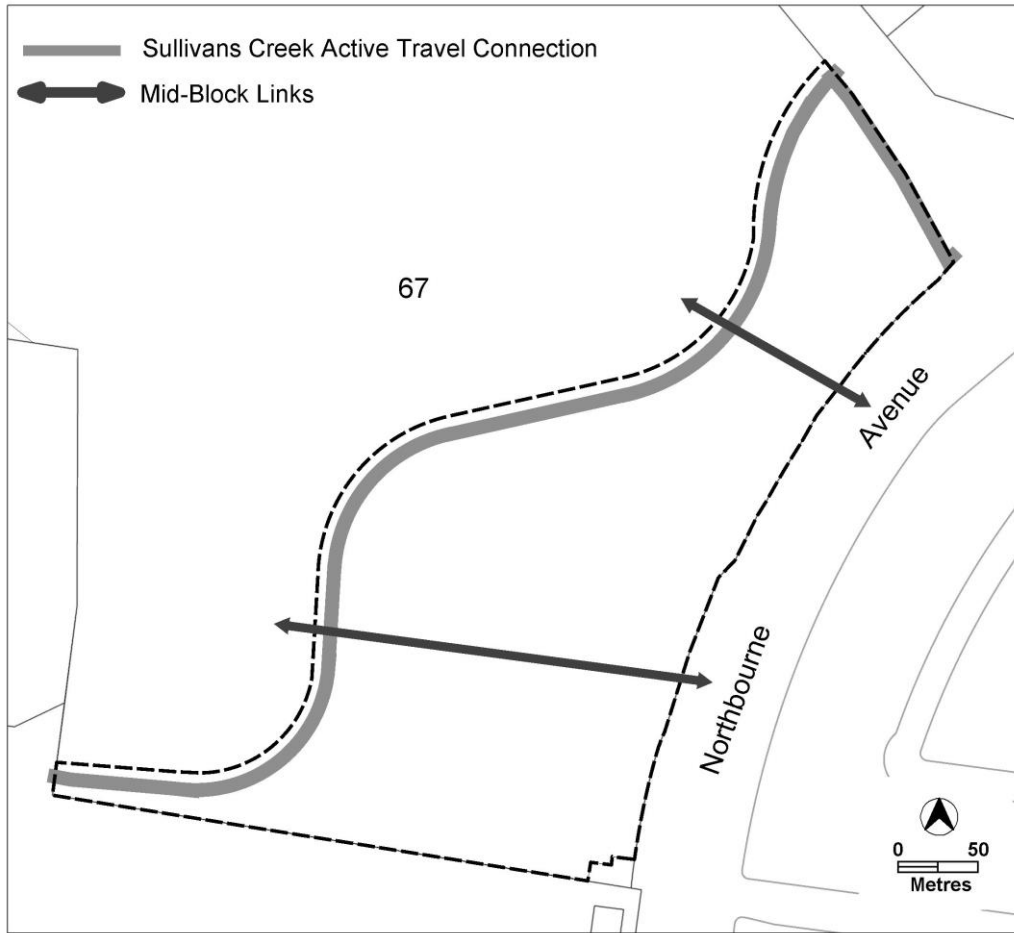 Sullivans Creek Active Travel Connection
Mid-Block Links
67
Avenue
Northbourne
0 50
Metres